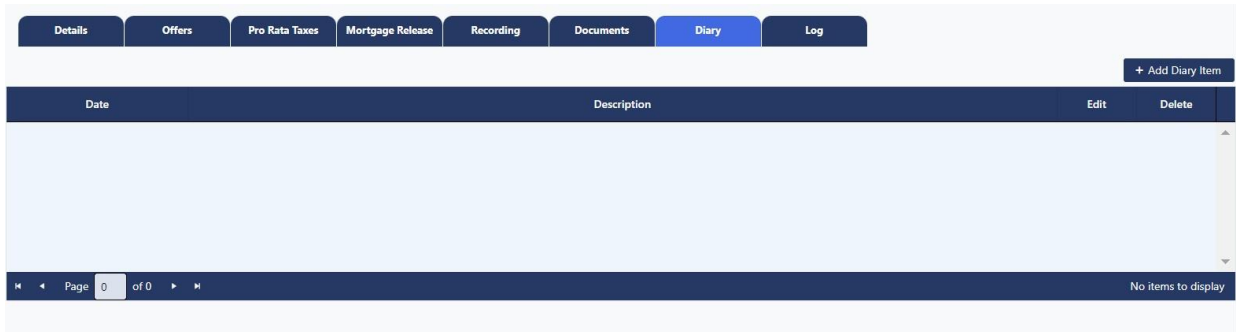 Details Offers Pro Rata Taxes Mortgage Release Recording Documents Diary Log
+ Add Diary Item
Date Description Edit Delete
Page 0 of 0 No items to display